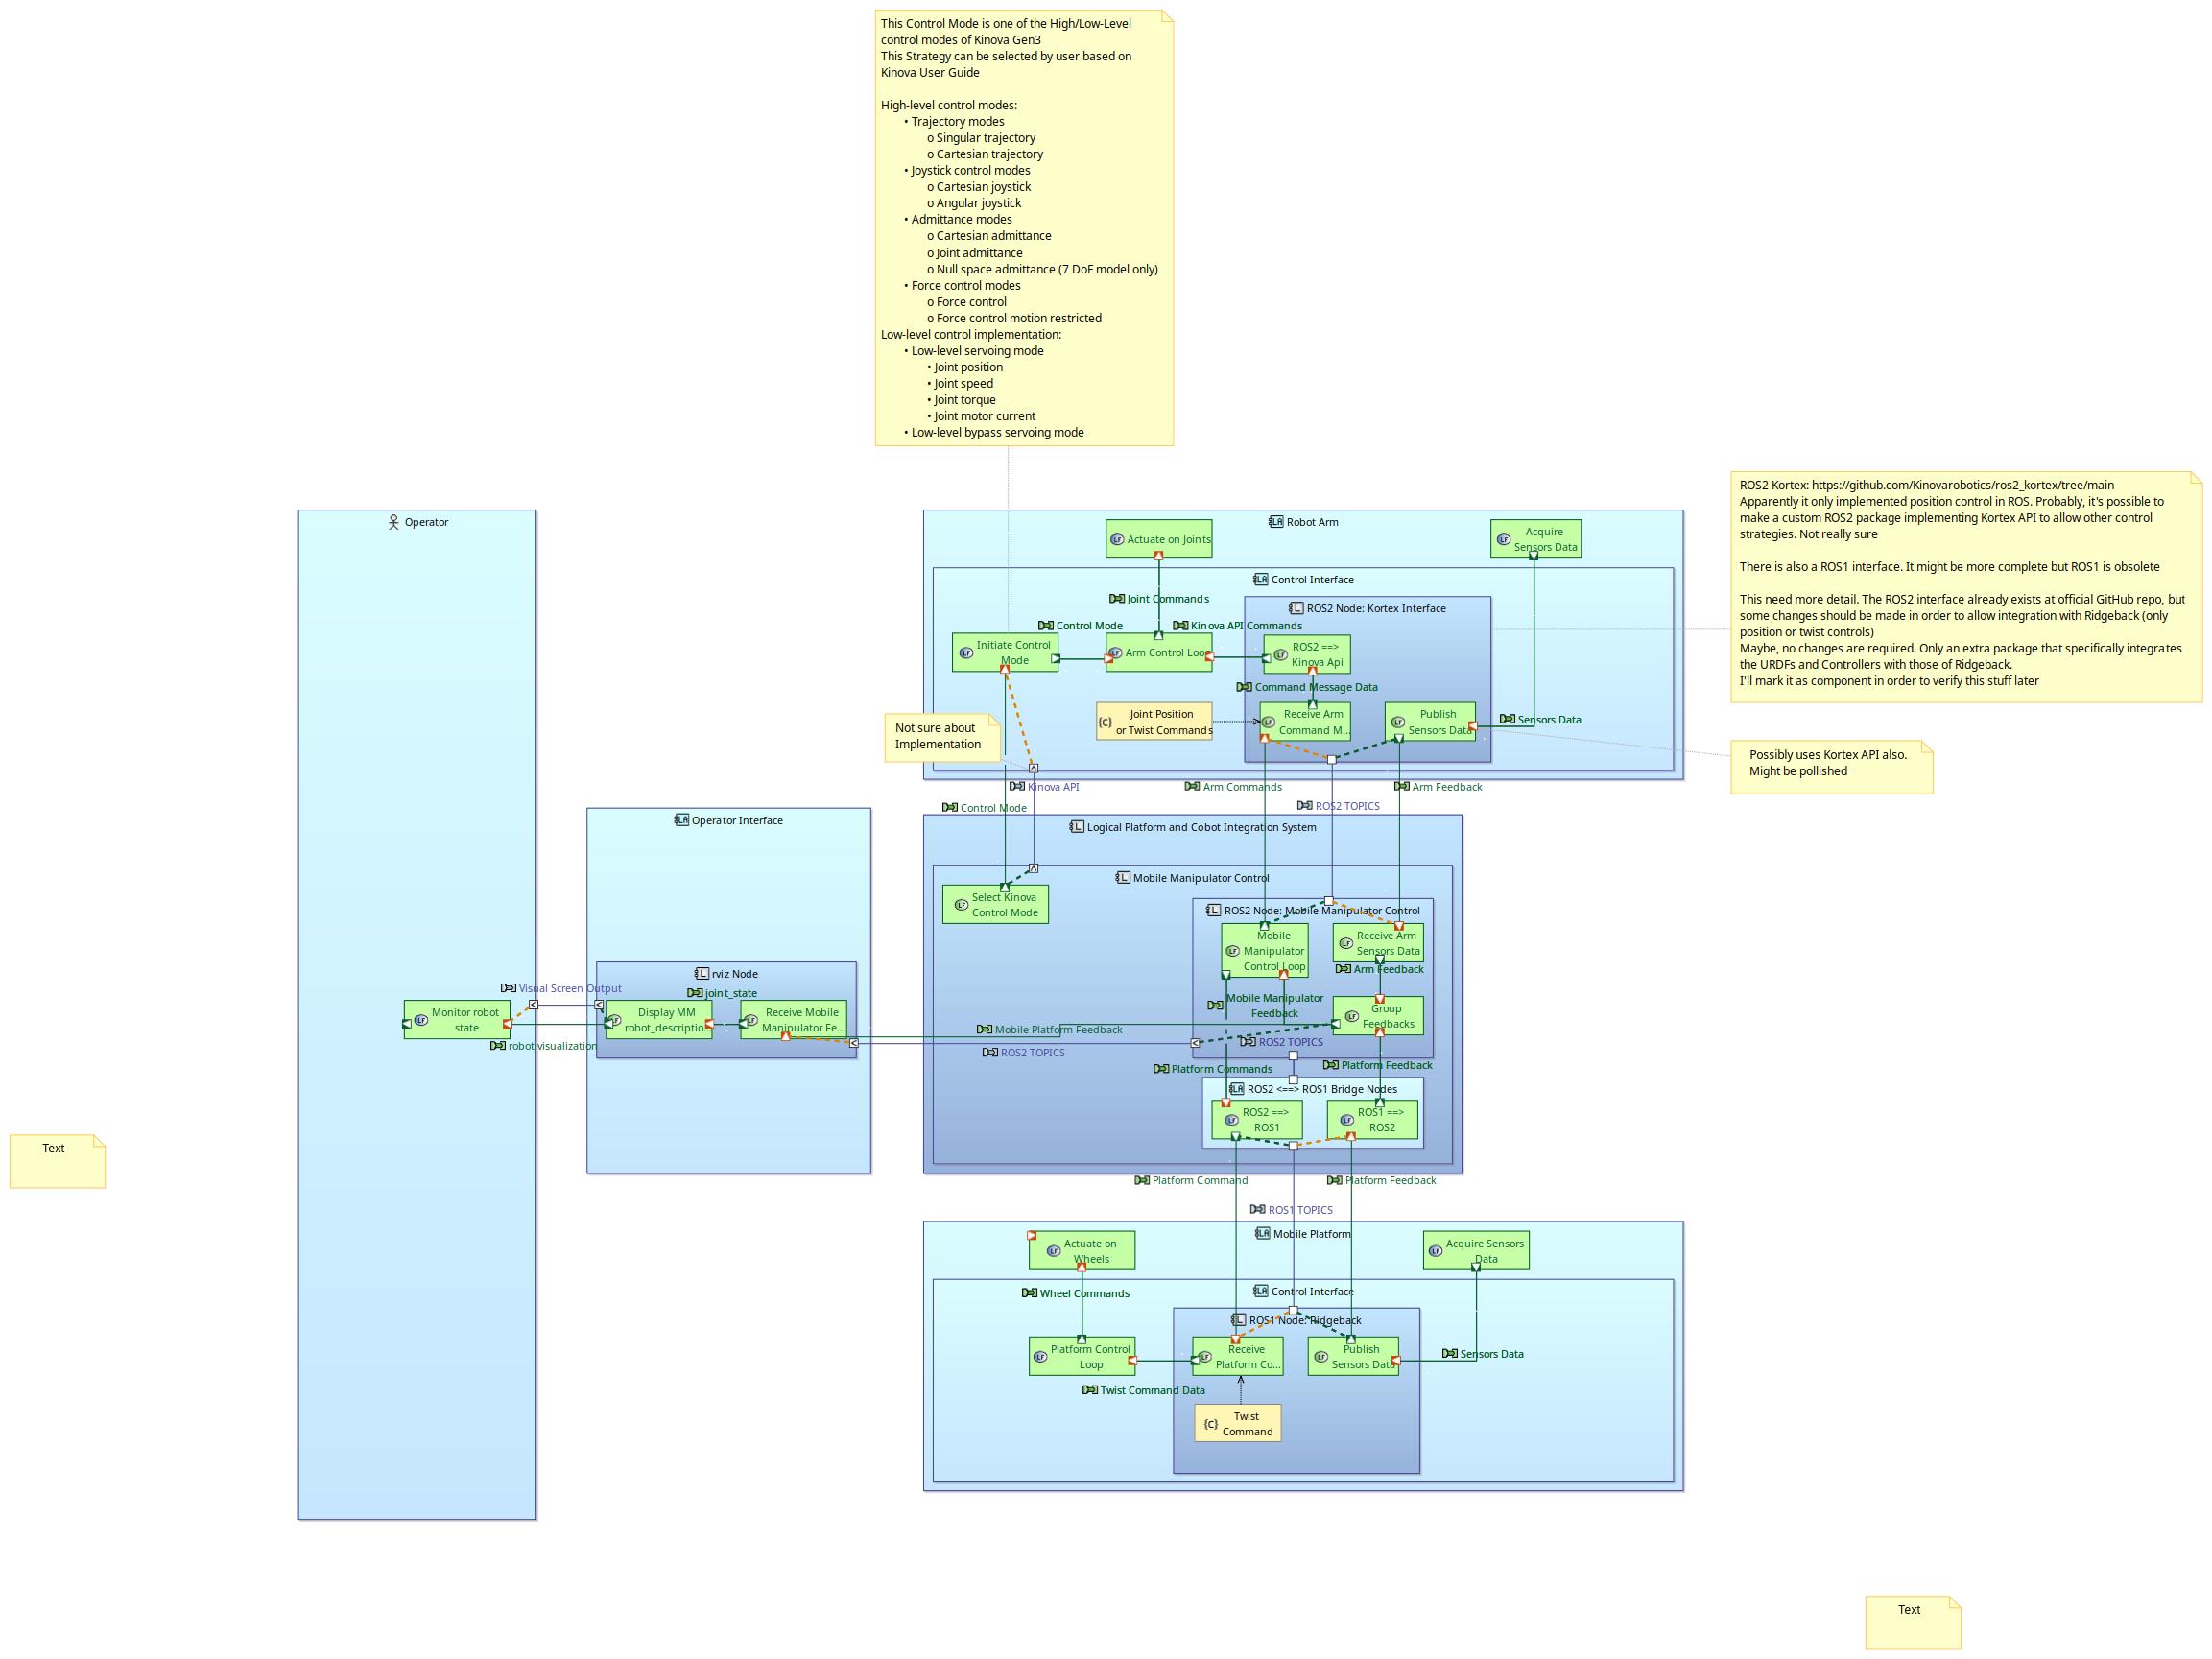 This Control Mode is one of the High/Low-Level
control modes of Kinova Gen3
This Strategy can be selected by user based on
Kinova User Guide
High-level control modes:
• Trajectory modes
o Singular trajectory
o Cartesian trajectory
• Joystick control modes
o Cartesian joystick
o Angular joystick
• Admittance modes
o Cartesian admittance
o Joint admittance
o Null space admittance (7 DoF model only)
• Force control modes
o Force control
o Force control motion restricted
Low-level control implementation:
• Low-level servoing mode
• Joint position
• Joint speed
• Joint torque
• Joint motor current
• Low-level bypass servoing mode
ROS2 Kortex: https://github.com/Kinovarobotics/ros2_kortex/tree/main
Apparently it only implemented position control in ROS. Probably, it's possible to
make a custom ROS2 package implementing Kortex API to allow other control
strategies. Not really sure
There is also a ROS1 interface. It might be more complete but ROS1 is obsolete
This need more detail. The ROS2 interface already exists at official GitHub repo, but
some changes should be made in order to allow integration with Ridgeback (only
position or twist controls)
Maybe, no changes are required. Only an extra package that specifically integrates
the URDFs and Controllers with those of Ridgeback.
I'll mark it as component in order to verify this stuff later
Possibly uses Kortex API also.
Might be pollished
Operator
Robot Arm
Actuate on Joints
Acquire
Sensors Data
Control Interface
Joint Commands
ROS2 Node: Kortex Interface
Control Mode
Kinova API Commands
Initiate Control
Mode
Arm Control Loop
ROS2 ==>
Kinova Api
Command Message Data
Joint Position
or Twist Commands
Receive Arm
Command M...
Publish
Sensors Data
Sensors Data
Not sure about
Implementation
Kinova API
Arm Commands
Arm Feedback
Control Mode
ROS2 TOPICS
Operator Interface
Logical Platform and Cobot Integration System
Mobile Manipulator Control
Select Kinova
Control Mode
ROS2 Node: Mobile Manipulator Control
Mobile
Manipulator
Control Loop
Receive Arm
Sensors Data
Arm Feedback
rviz Node
Visual Screen Output
joint_state
Monitor robot
state
Display MM
robot_descriptio...
Receive Mobile
Manipulator Fe...
robot visualization
Mobile Manipulator
Feedback
Group
Feedbacks
Mobile Platform Feedback
ROS2 TOPICS
ROS2 TOPICS
Platform Commands
Platform Feedback
ROS2 <==> ROS1 Bridge Nodes
ROS2 ==>
ROS1
ROS1 ==>
ROS2
Text
Platform Command
Platform Feedback
ROS1 TOPICS
Mobile Platform
Actuate on
Wheels
Acquire Sensors
Data
Control Interface
Wheel Commands
ROS1 Node: Ridgeback
Platform Control
Loop
Receive
Platform Co...
Publish
Sensors Data
Sensors Data
Twist Command Data
Twist
Command
Text